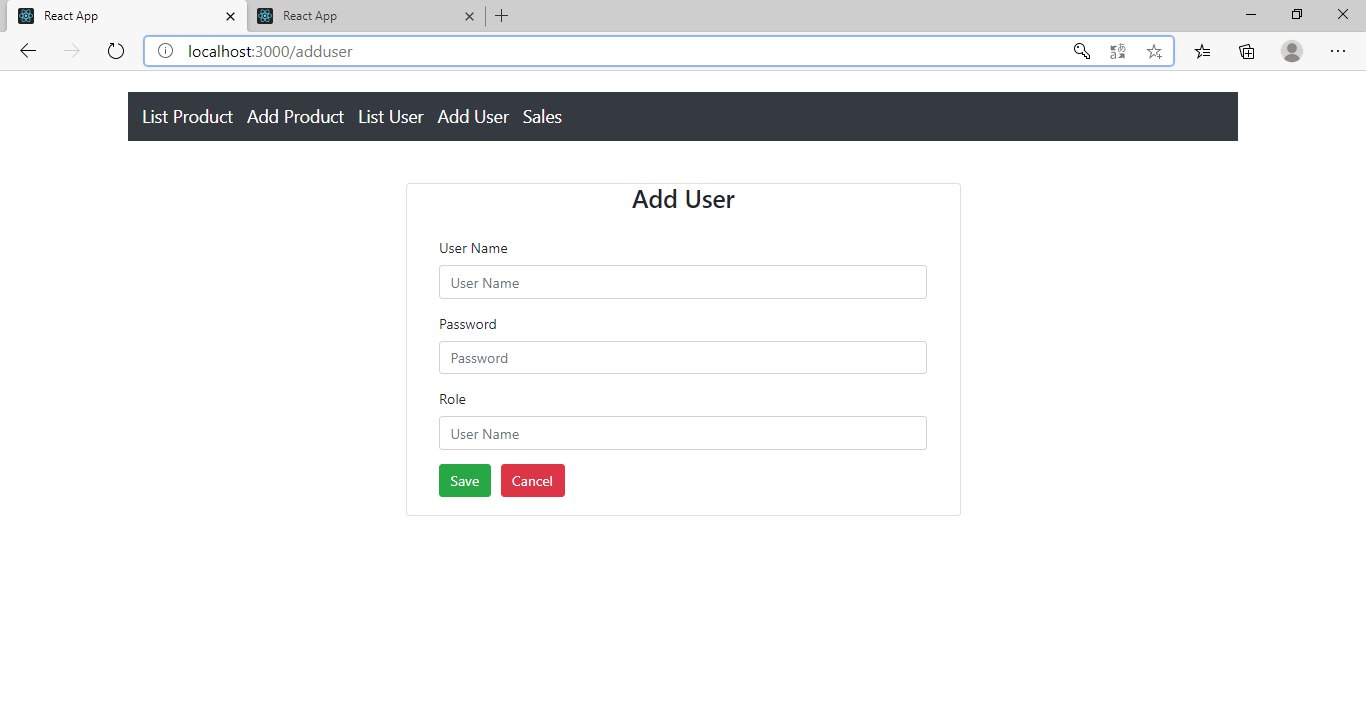 React App
React App
localhost:3000/adduser
List Product Add Product List User Add User Sales
Add User
User Name
User Name
Password
Password
Role
User Name
Save Cancel